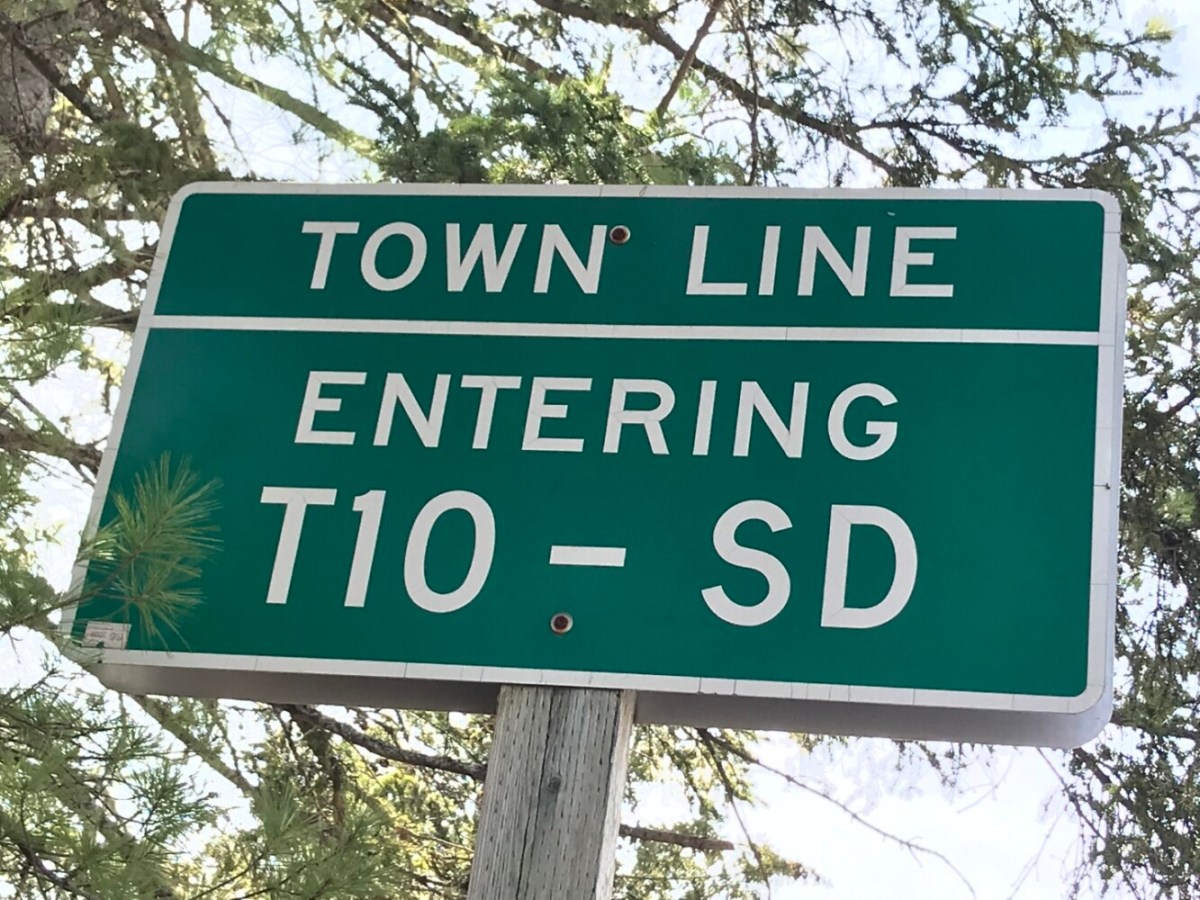 TOWN LINE
ENTERING
T10 - SD